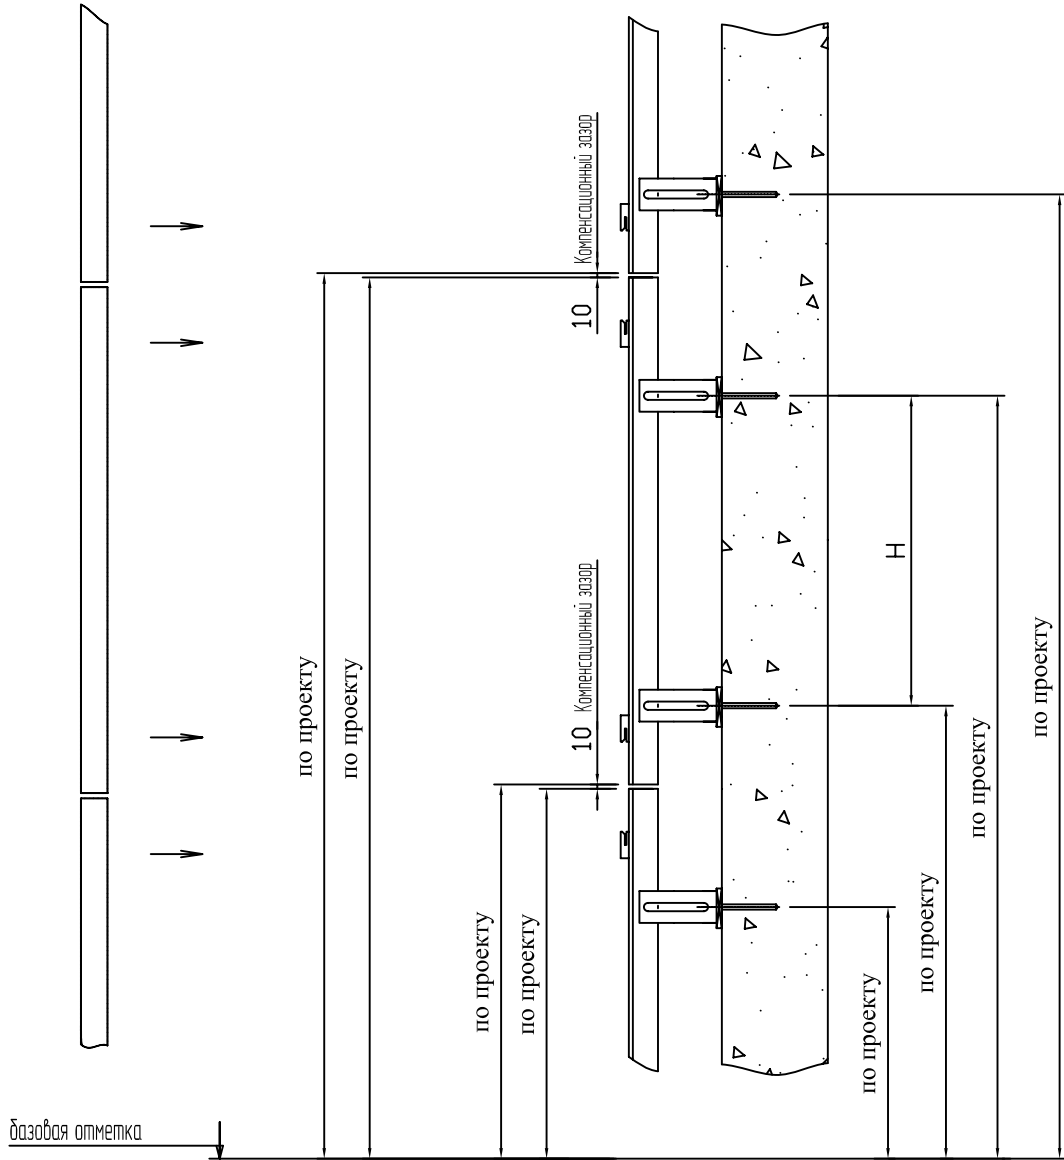 Компенсационный зазор
10
H
Компенсационный зазор
10
по проекту
по проекту
по проекту
по проекту
по проекту
по проекту
по проекту
по проекту
базовая отметка